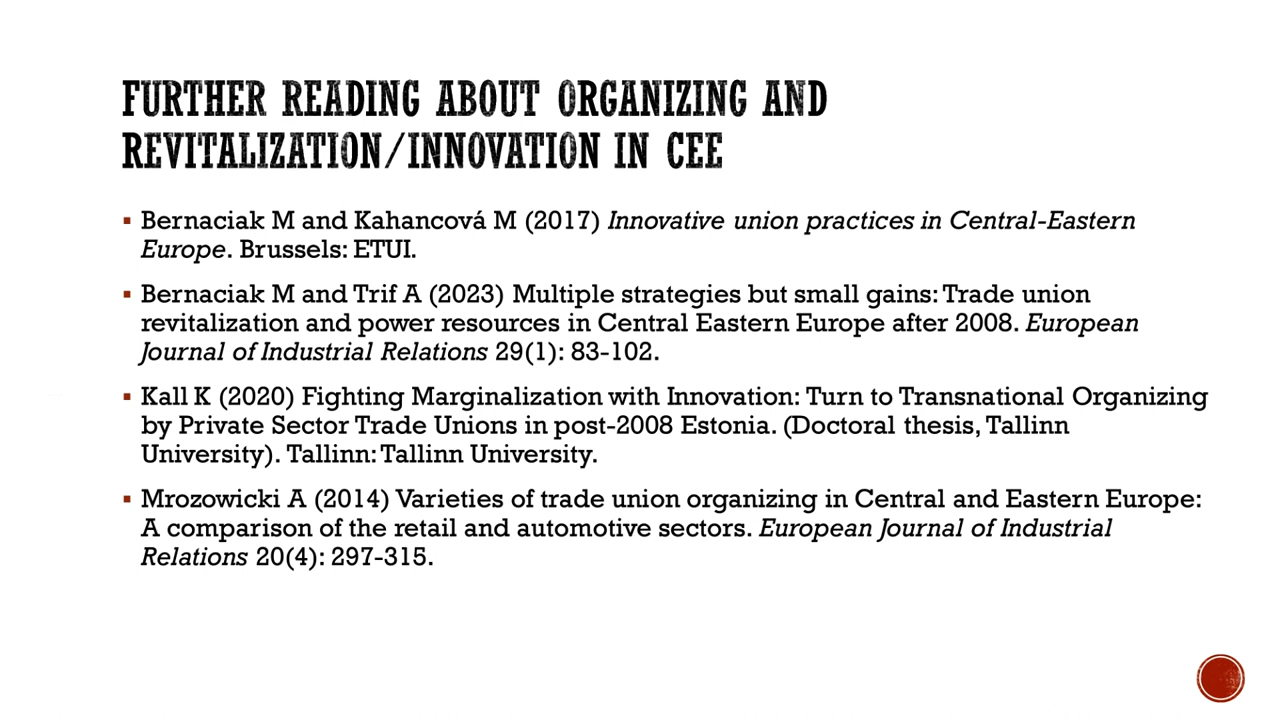 FURTHER READING ABOUT ORGANIZING AND
REVITALIZATION/INNOVATION IN CEE
▪ Bernaciak M and Kahancová M (2017) Innovative union practices in Central-Eastern
Europe. Brussels: ETUI.
▪ Bernaciak M and Trif A (2023) Multiple strategies but small gains: Trade union
revitalization and power resources in Central Eastern Europe after 2008. European
Journal of Industrial Relations 29(1): 83-102.
▪ Kall K (2020) Fighting Marginalization with Innovation: Turn to Transnational Organizing
by Private Sector Trade Unions in post-2008 Estonia. (Doctoral thesis, Tallinn
University). Tallinn: Tallinn University.
▪ Mrozowicki A (2014) Varieties of trade union organizing in Central and Eastern Europe:
A comparison of the retail and automotive sectors. European Journal of Industrial
Relations 20(4): 297-315.